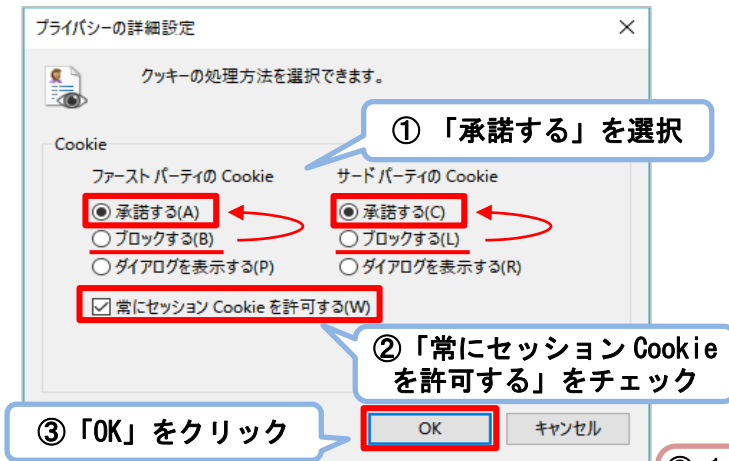 プライバシーの詳細設定
クッキーの処理方法を選択できます。
① 「承諾する」を選択
Cookie
ファースト パーティの Cookie
サード パーティの Cookie
承諾する(A)
承諾する(C)
ブロックする(B)
ブロックする(L)
ダイアログを表示する(P)
ダイアログを表示する(R)
常にセッション Cookie を許可する(W)
②「常にセッション Cookie
を許可する」をチェック
③「OK」をクリック
OK
キャンセル